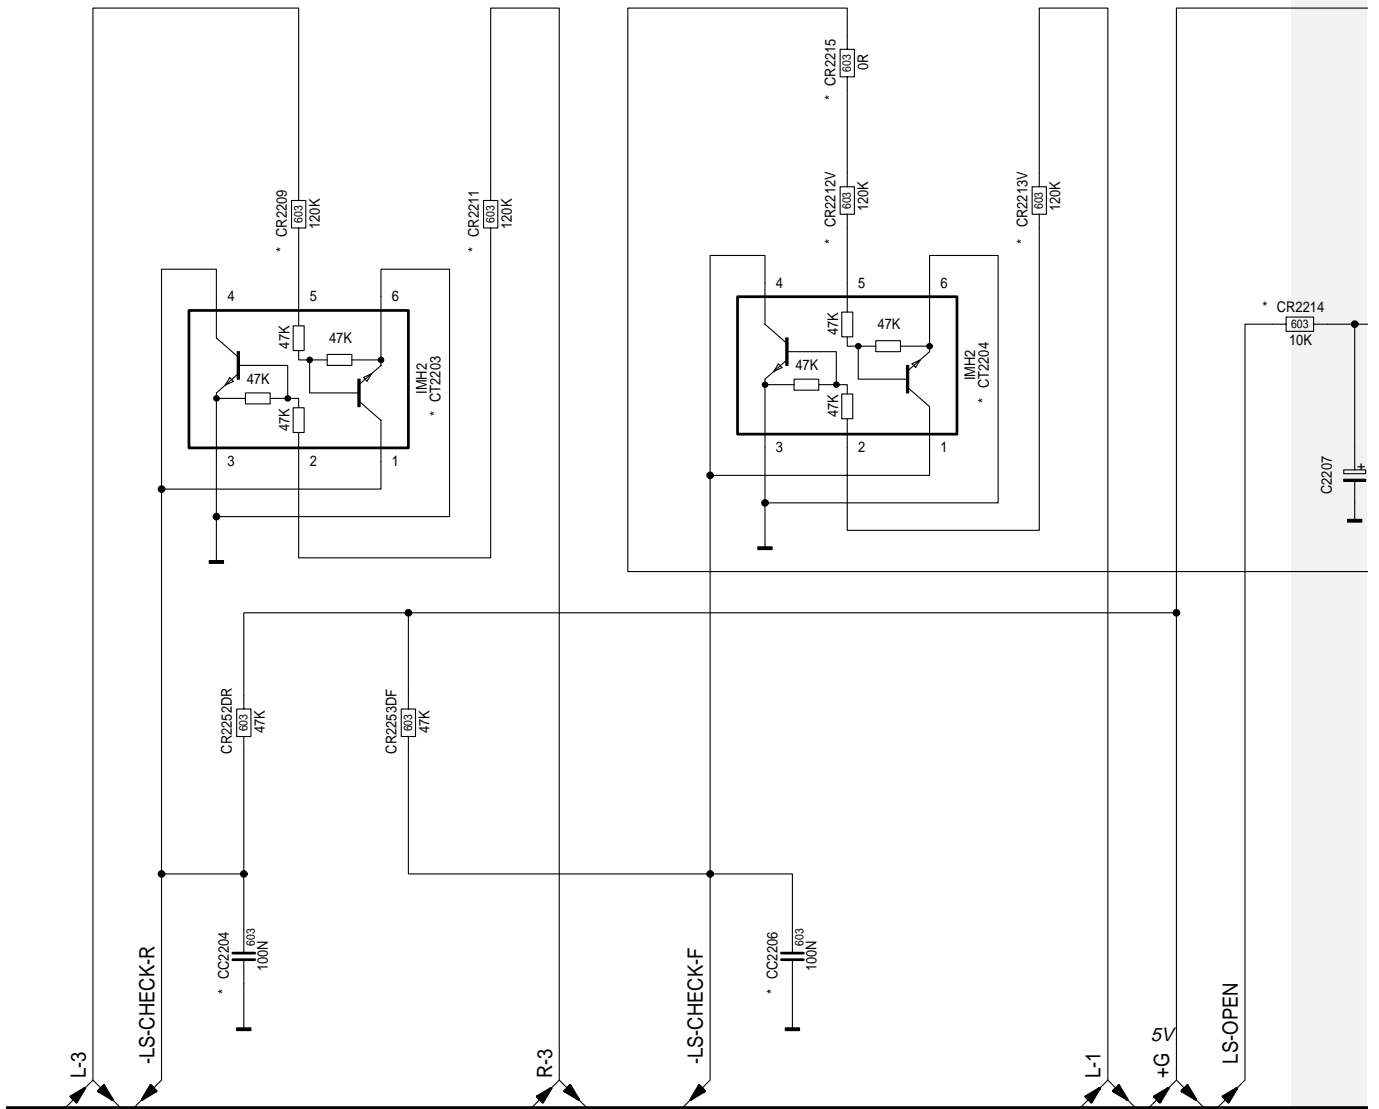 * CR2215
603
0R
* CR2209
603
120K
* CR2211
603
120K
* CR2212V
603
120K
* CR2213V
603
120K
4
5
6
47K
47K
47K
47K
3
2
1
IMH2
* CT2203
4
5
6
47K
47K
47K
47K
3
2
1
IMH2
* CT2204
* CR2214
603
10K
C2207
+
CR2252DR
603
47K
CR2253DF
603
47K
* CC2204
603
100N
* CC2206
603
100N
L-3
-LS-CHECK-R
R-3
-LS-CHECK-F
L-1
+G
5V
LS-OPEN